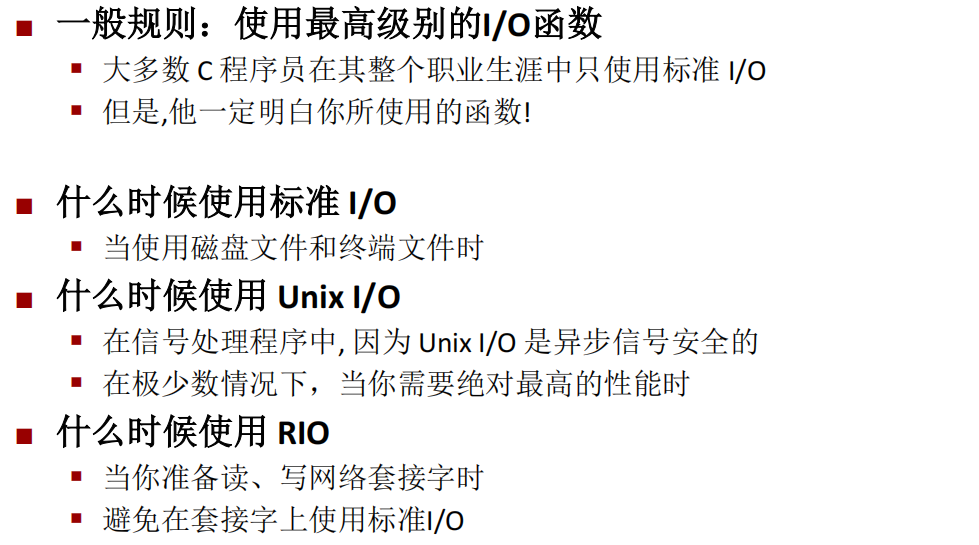 一般规则：使用最高级别的I/O函数
大多数 C 程序员在其整个职业生涯中只使用标准 I/O
但是,他一定明白你所使用的函数!
什么时候使用标准 I/O
当使用磁盘文件和终端文件时
什么时候使用 Unix I/O
在信号处理程序中, 因为 Unix I/O 是异步信号安全的
在极少数情况下，当你需要绝对最高的性能时
什么时候使用 RIO
当你准备读、写网络套接字时
避免在套接字上使用标准I/O